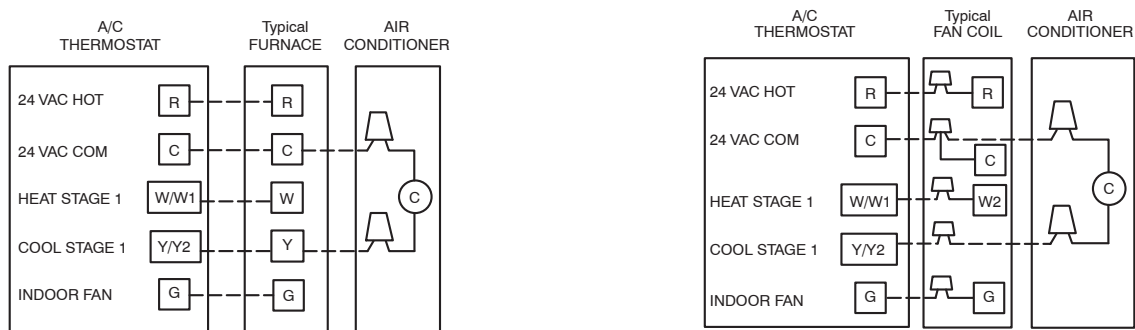 A/C
THERMOSTAT
Typical
FURNACE
AIR
CONDITIONER
24 VAC HOT R R
24 VAC COM C C
HEAT STAGE 1 W/W1 W C
COOL STAGE 1 Y/Y2 Y
INDOOR FAN G G
A/C
THERMOSTAT
Typical
FAN COIL
AIR
CONDITIONER
24 VAC HOT R R
24 VAC COM C
C
HEAT STAGE 1 W/W1 W2 C
COOL STAGE 1 Y/Y2
INDOOR FAN G G